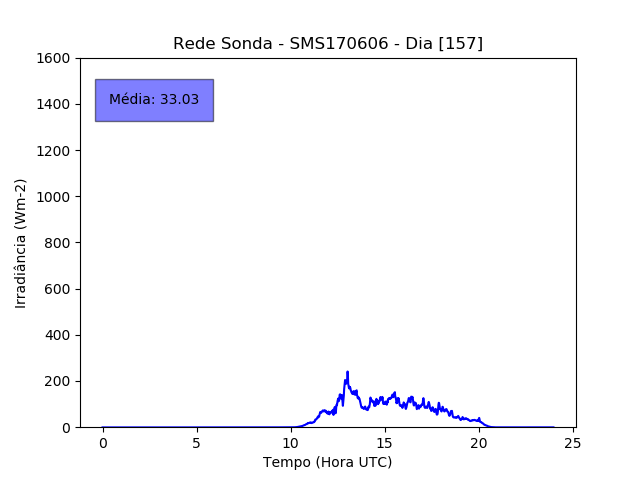 Rede Sonda - SMS170606 - Dia [157]
1600
1400
1200
1000
800
600
400
200
0
Irradiância (Wm-2)
Média: 33.03
0 5 10 15 20 25
Tempo (Hora UTC)